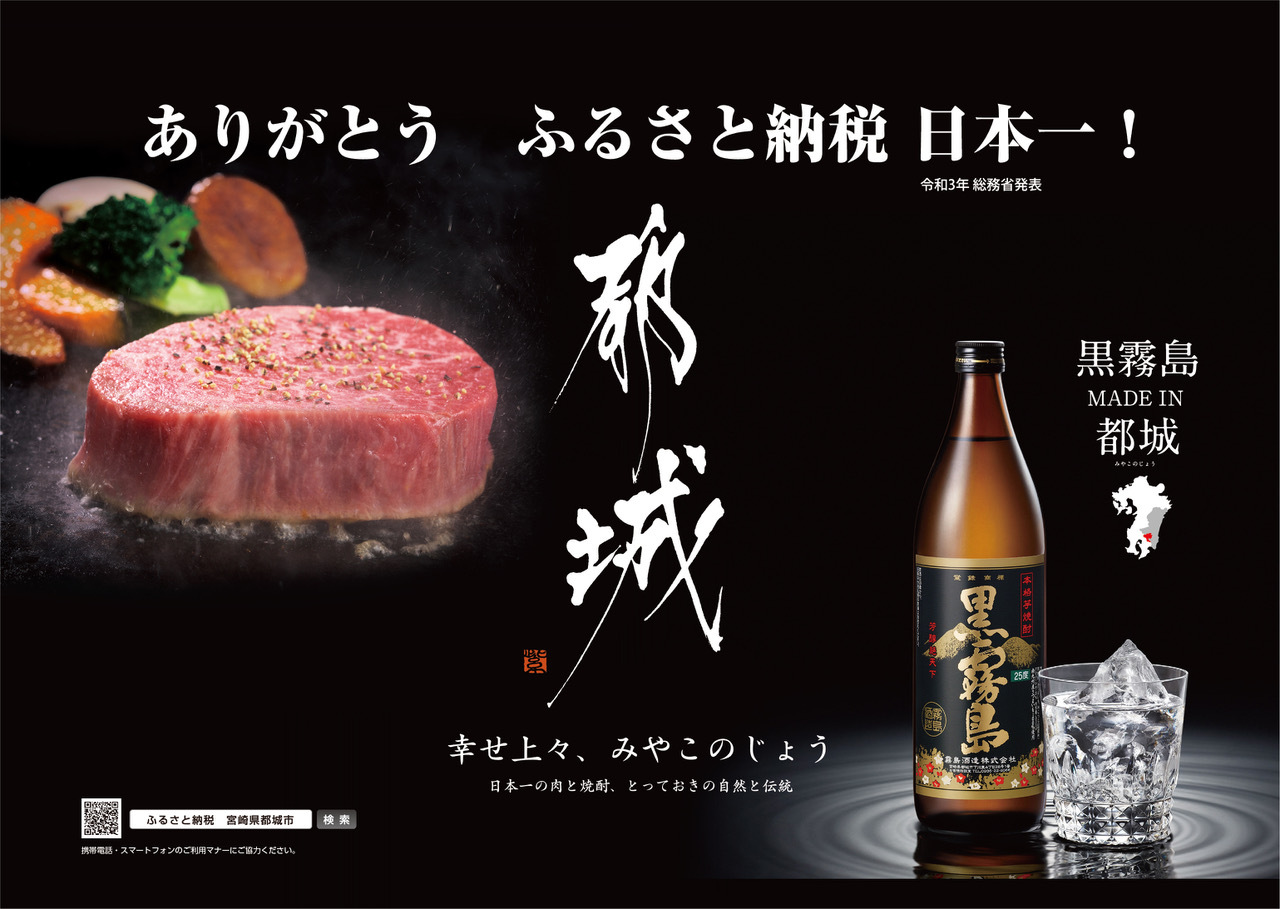 ありがとう ふるさと納税 日本一！
令和3年 総務省発表
都城
黒霧島
MADE IN
都城
みやこのじょう
登録商標
本格芋焼酎
黒霧島
25度
霧島酒造株式会社
幸せ上々、みやこのじょう
日本一の肉と焼酎、とっておきの自然と伝統
ふるさと納税 宮崎県都城市
検索
携帯電話・スマートフォンのご利用マナーにご協力ください。